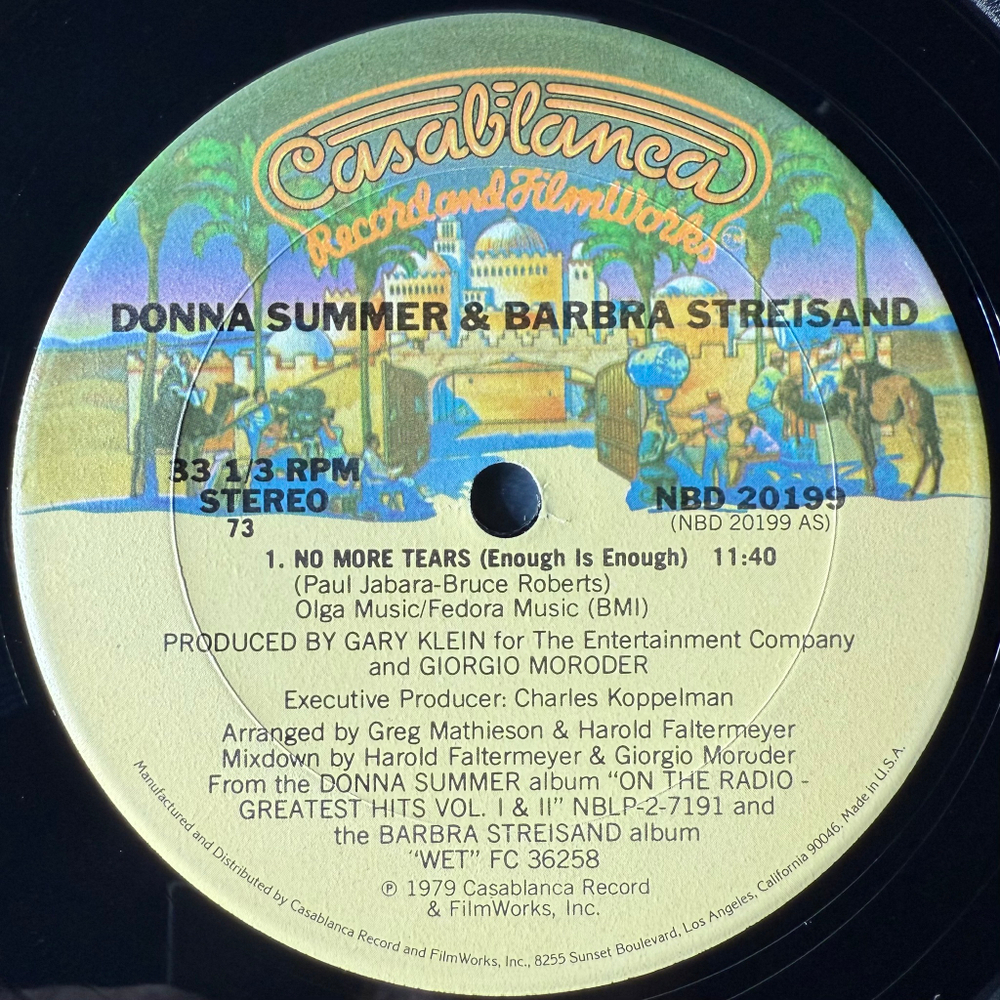 Casablanca
Record and FilmWorks
TM
DONNA SUMMER & BARBRA STREISAND
33 1/3 RPM
STEREO
73
NBD 20199
(NBD 20199 AS)
1. NO MORE TEARS (Enough Is Enough) 11:40
(Paul Jabara-Bruce Roberts)
Olga Music/Fedora Music (BMI)
PRODUCED BY GARY KLEIN for The Entertainment Company
and GIORGIO MORODER
Executive Producer: Charles Koppelman
Arranged by Greg Mathieson & Harold Faltermeyer
Mixdown by Harold Faltermeyer & Giorgio Moroder
From the DONNA SUMMER album “ON THE RADIO -
GREATEST HITS VOL. I & II” NBLP-2-7191 and
the BARBRA STREISAND album
“WET” FC 36258
℗ 1979 Casablanca Record
& FilmWorks, Inc.
Manufactured and Distributed by Casablanca Record and FilmWorks, Inc., 8255 Sunset Boulevard, Los Angeles, California 90046. Made in U.S.A.